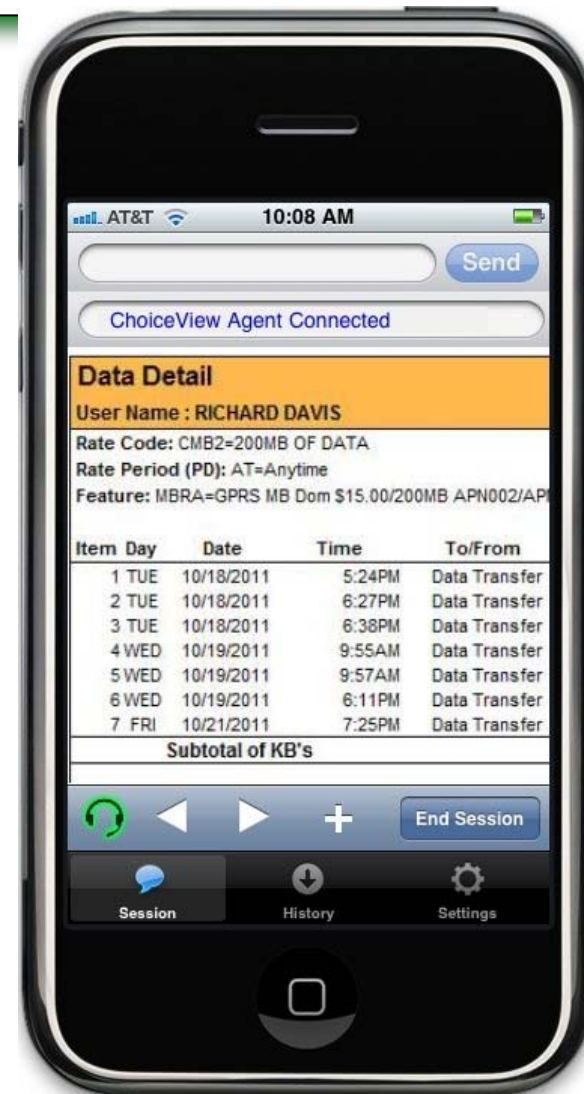 AT&T 10:08 AM
Send
ChoiceView Agent Connected
Data Detail
User Name : RICHARD DAVIS
Rate Code: CMB2=200MB OF DATA
Rate Period (PD): AT=Anytime
Feature: MBRA=GPRS MB Dom $15.00/200MB APN002/AP
Item Day Date Time To/From
1 TUE 10/18/2011 5:24PM Data Transfer
2 TUE 10/18/2011 6:27PM Data Transfer
3 TUE 10/18/2011 6:38PM Data Transfer
4 WED 10/19/2011 9:55AM Data Transfer
5 WED 10/19/2011 9:57AM Data Transfer
6 WED 10/19/2011 6:11PM Data Transfer
7 FRI 10/21/2011 7:25PM Data Transfer
Subtotal of KB's
End Session
Session History Settings